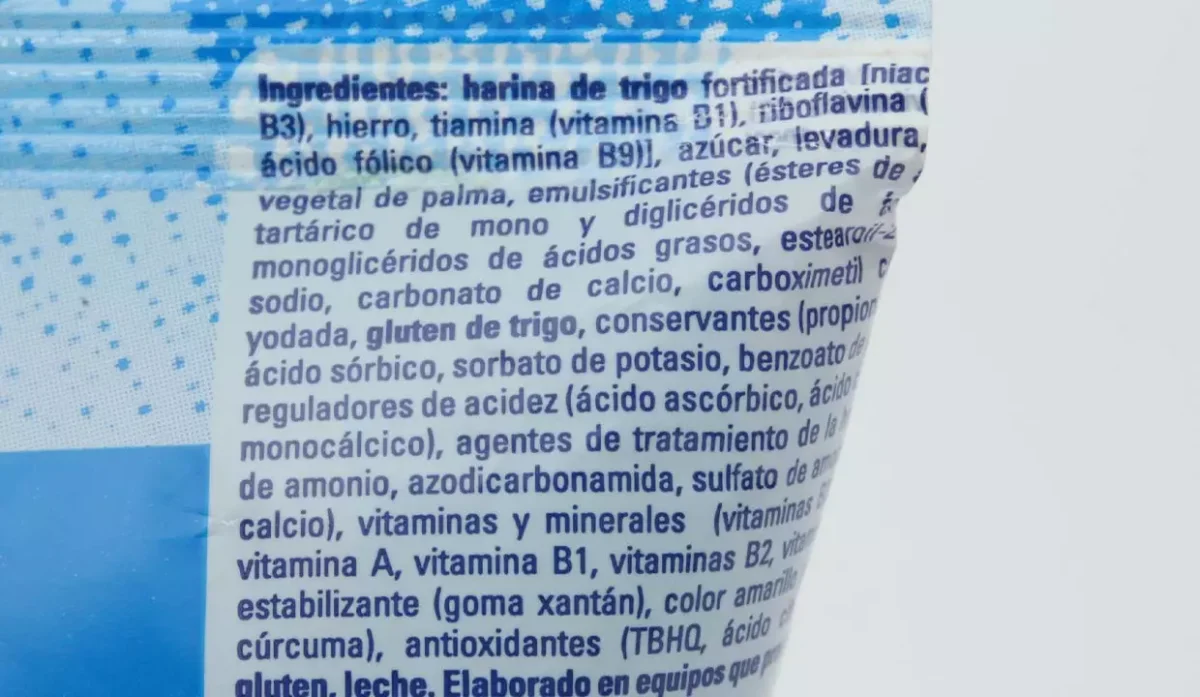 Ingredientes: harina de trigo fortificada [niac
B3), hierro, tiamina (vitamina B1), riboflavina (
ácido fólico (vitamina B9)], azúcar, levadura,
vegetal de palma, emulsificantes (ésteres de
tartárico de mono y diglicéridos de
monoglicéridos de ácidos grasos, estearoil-2
sodio, carbonato de calcio, carboximetil c
yodada, gluten de trigo, conservantes (propion
ácido sórbico, sorbato de potasio, benzoato de
reguladores de acidez (ácido ascórbico, ácido
monocálcico), agentes de tratamiento de la
de amonio, azodicarbonamida, sulfato de amo
calcio), vitaminas y minerales (vitaminas
vitamina A, vitamina B1, vitaminas B2, vitam
estabilizante (goma xantán), color amarillo
cúrcuma), antioxidantes (TBHQ, ácido
gluten, leche. Elaborado en equipos que